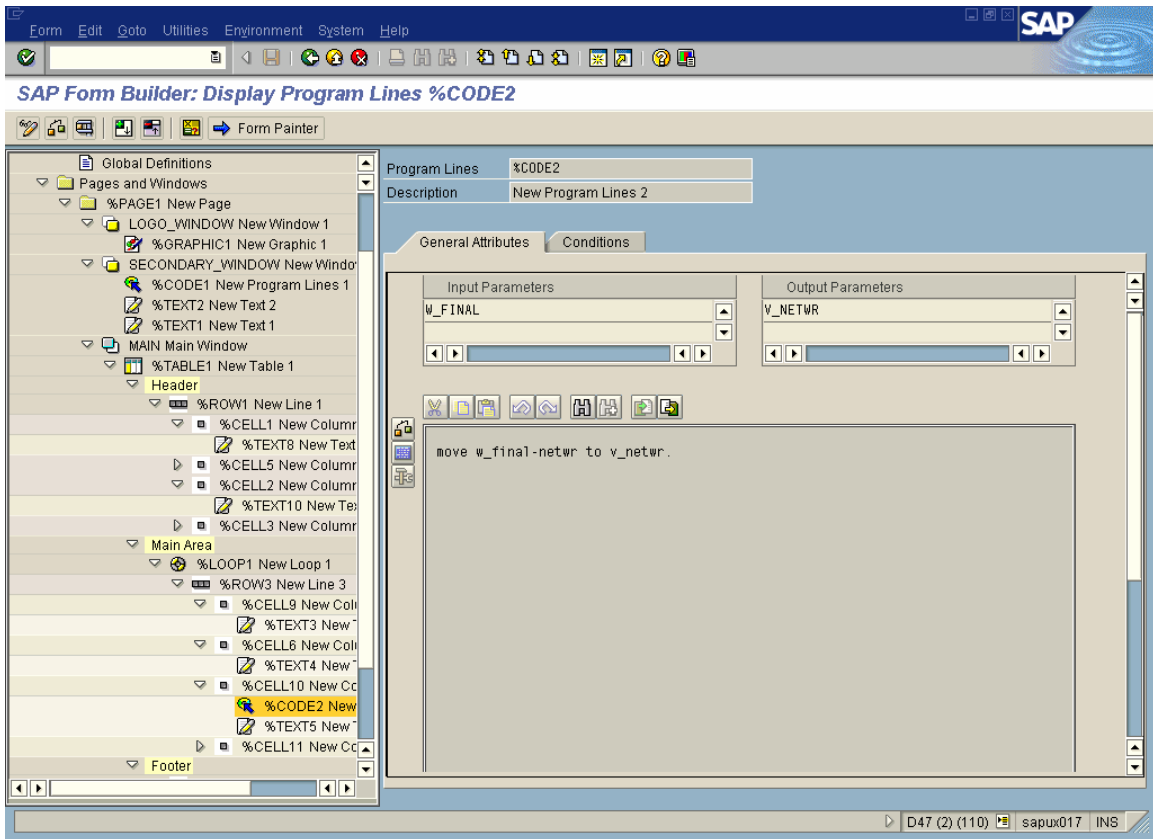 Form Edit Goto Utilities Environment System Help
SAP
SAP Form Builder: Display Program Lines %CODE2
Form Painter
Global Definitions
Pages and Windows
%PAGE1 New Page
LOGO_WINDOW New Window 1
%GRAPHIC1 New Graphic 1
SECONDARY_WINDOW New Windo
%CODE1 New Program Lines 1
%TEXT2 New Text 2
%TEXT1 New Text 1
MAIN Main Window
%TABLE1 New Table 1
Header
%ROW1 New Line 1
%CELL1 New Column
%TEXT8 New Text
%CELL5 New Column
%CELL2 New Column
%TEXT10 New Te
%CELL3 New Column
Main Area
%LOOP1 New Loop 1
%ROW3 New Line 3
%CELL9 New Col
%TEXT3 New
%CELL6 New Col
%TEXT4 New
%CELL10 New Co
%CODE2 New
%TEXT5 New
%CELL11 New Co
Footer
Program Lines %CODE2
Description New Program Lines 2
General Attributes Conditions
Input Parameters Output Parameters
W_FINAL V_NETWR
move w_final-netwr to v_netwr.
D47 (2) (110) sapux017 INS